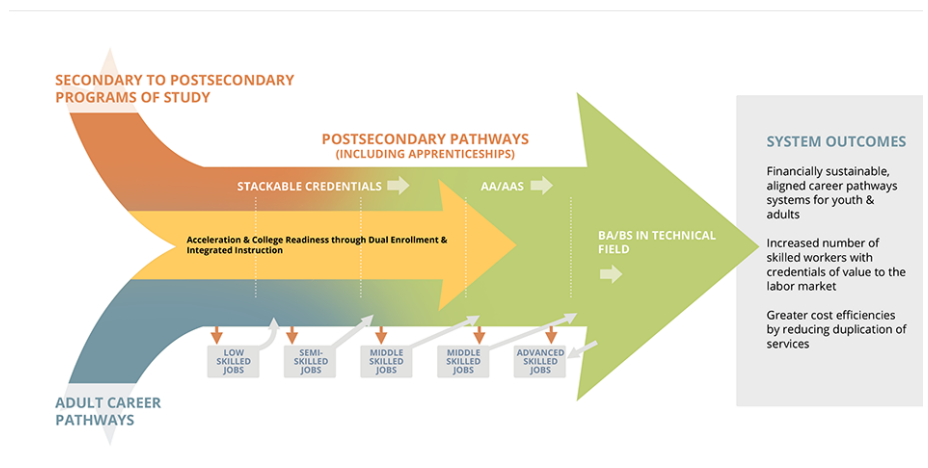 SECONDARY TO POSTSECONDARY
PROGRAMS OF STUDY
POSTSECONDARY PATHWAYS
(INCLUDING APPRENTICESHIPS)
STACKABLE CREDENTIALS
AA/AAS
BA/BS IN TECHNICAL
FIELD
Acceleration & College Readiness through Dual Enrollment &
Integrated Instruction
LOW
SKILLED
JOBS
SEMI-
SKILLED
JOBS
MIDDLE
SKILLED
JOBS
MIDDLE
SKILLED
JOBS
ADVANCED
SKILLED
JOBS
ADULT CAREER
PATHWAYS
SYSTEM OUTCOMES
Financially sustainable,
aligned career pathways
systems for youth &
adults
Increased number of
skilled workers with
credentials of value to the
labor market
Greater cost efficiencies
by reducing duplication of
services